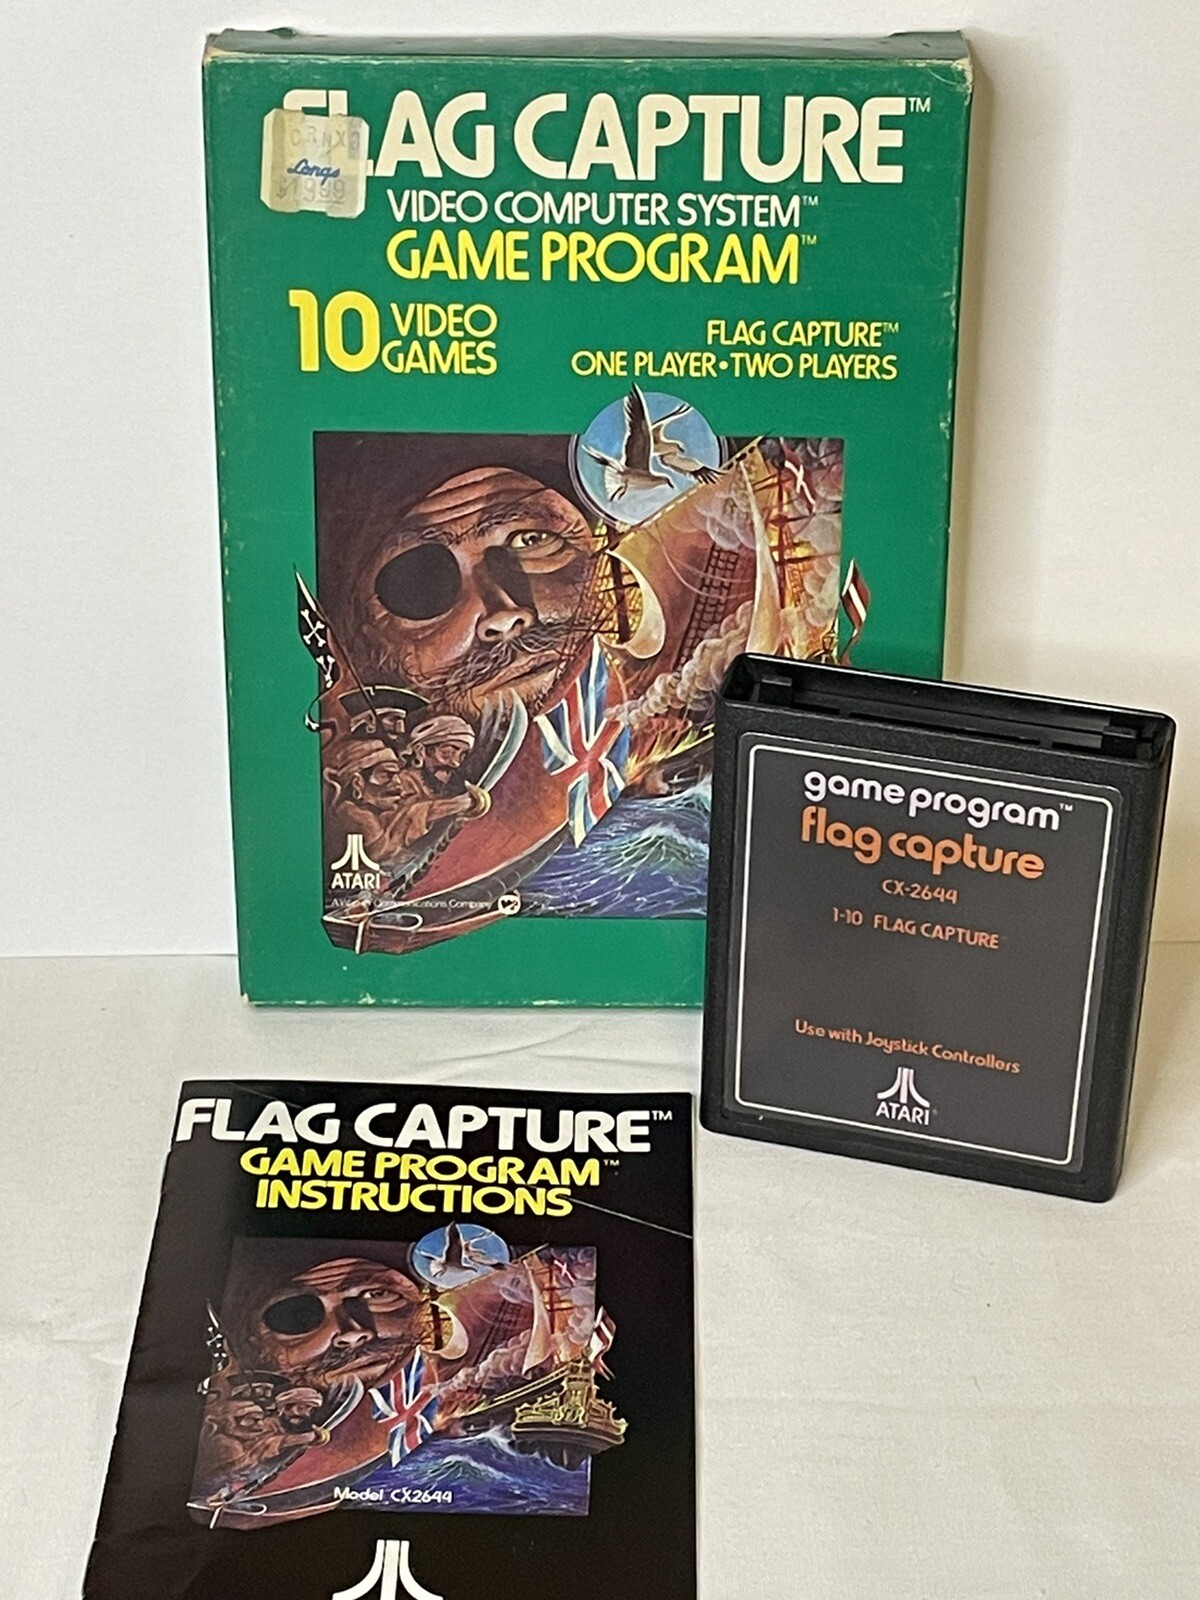 FLAG CAPTURE™
Longs
VIDEO COMPUTER SYSTEM™
GAME PROGRAM™
10 VIDEO
GAMES
FLAG CAPTURE™
ONE PLAYER • TWO PLAYERS
ATARI
Communications Company
game program™
flag capture
CX-2644
1-10 FLAG CAPTURE
Use with Joystick Controllers
ATARI®
FLAG CAPTURE™
GAME PROGRAM™
INSTRUCTIONS
Model CX2644